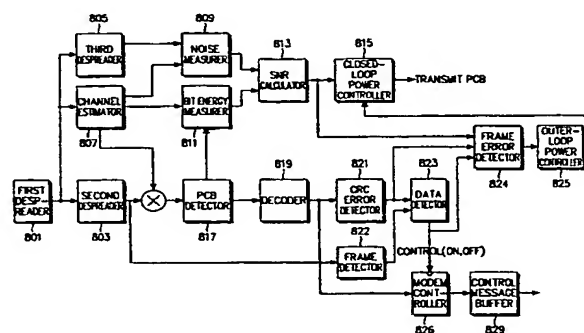 805
THIRD
DESPREADER
809
NOISE
MEASURER
813
SNR
CALCULATOR
815
CLOSED-
LOOP
POWER
CONTROLLER
TRANSMIT PCB
CHANNEL
ESTIMATOR
807
BIT ENERGY
MEASURER
811
FRAME
ERROR
DETECTOR
824
OUTER-
LOOP POWER
CONTROLLER
825
FIRST
DESP-
READER
801
SECOND
DESPREADER
803
PCB
DETECTOR
817
819
DECODER
821
CRC ERROR
DETECTOR
823
DATA
DETECTOR
822
FRAME
DETECTOR
CONTROL(ON,OFF)
MODEM
CONT-
ROLLER
826
CONTROL
MESSAGE
BUFFER
829